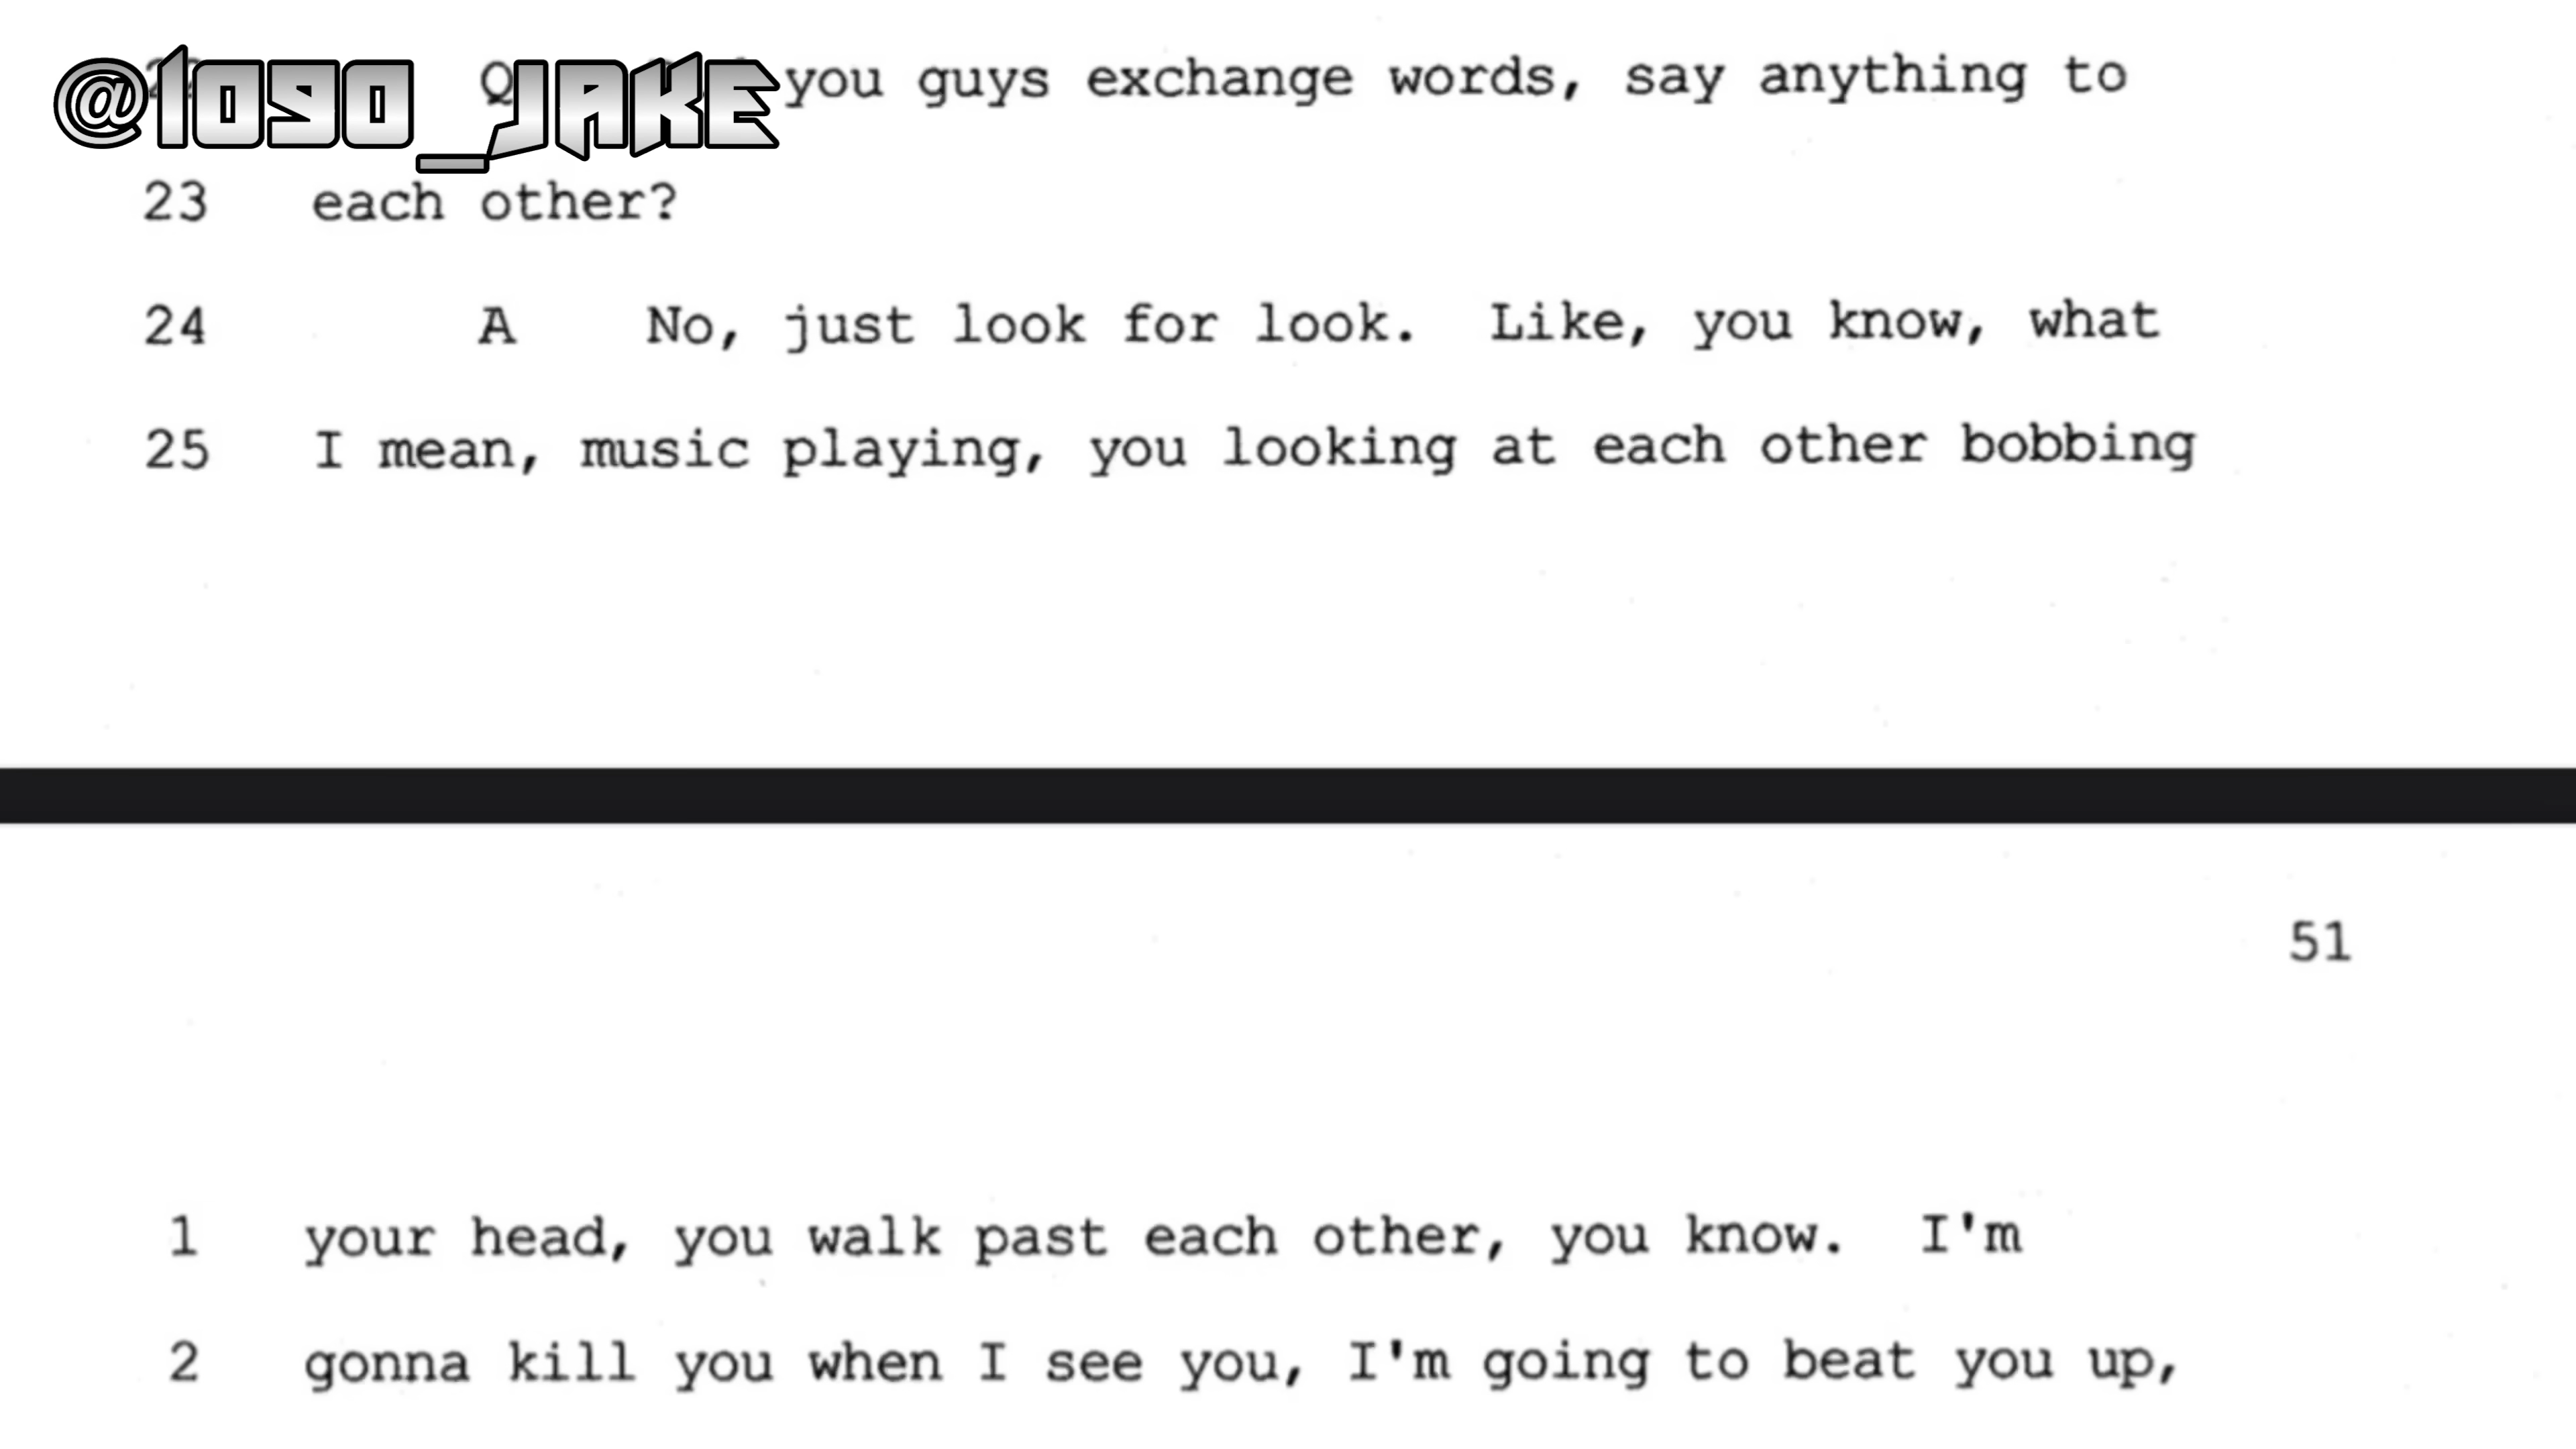 @1090_JAKE
Q you guys exchange words, say anything to
23 each other?
24 A No, just look for look. Like, you know, what
25 I mean, music playing, you looking at each other bobbing
51
1 your head, you walk past each other, you know. I'm
2 gonna kill you when I see you, I'm going to beat you up,